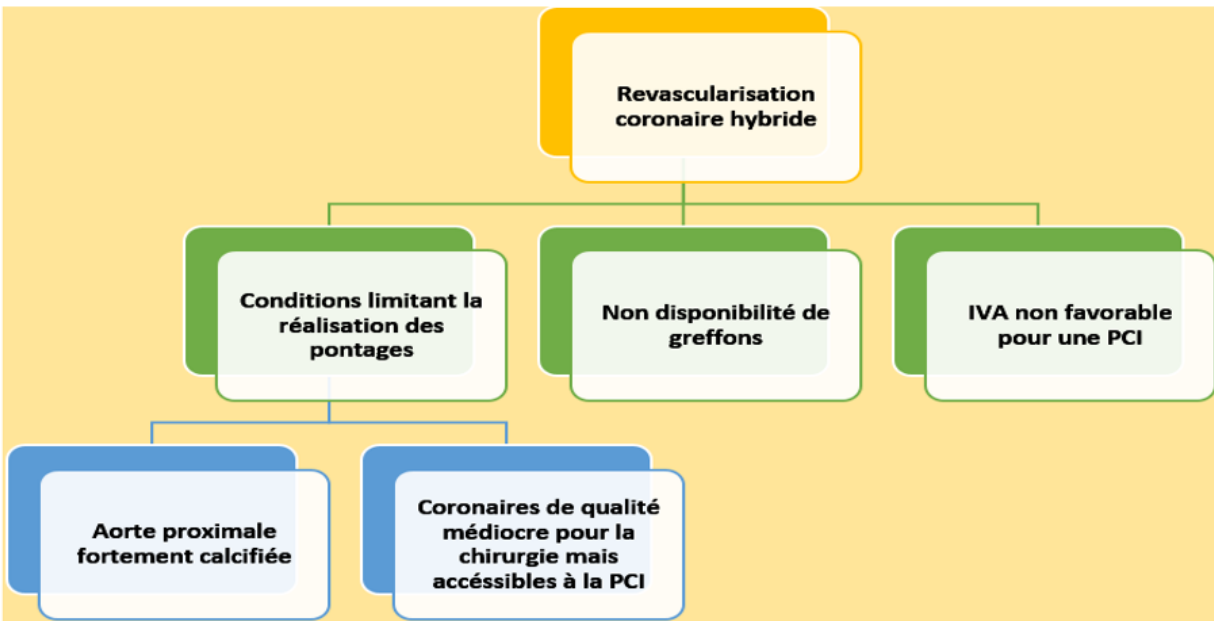 Revascularisation
coronaire hybride
Conditions limitant la
réalisation des
pontages
Non disponibilité de
greffons
IVA non favorable
pour une PCI
Aorte proximale
fortement calcifiée
Coronaires de qualité
médiocre pour la
chirurgie mais
accéssibles à la PCI